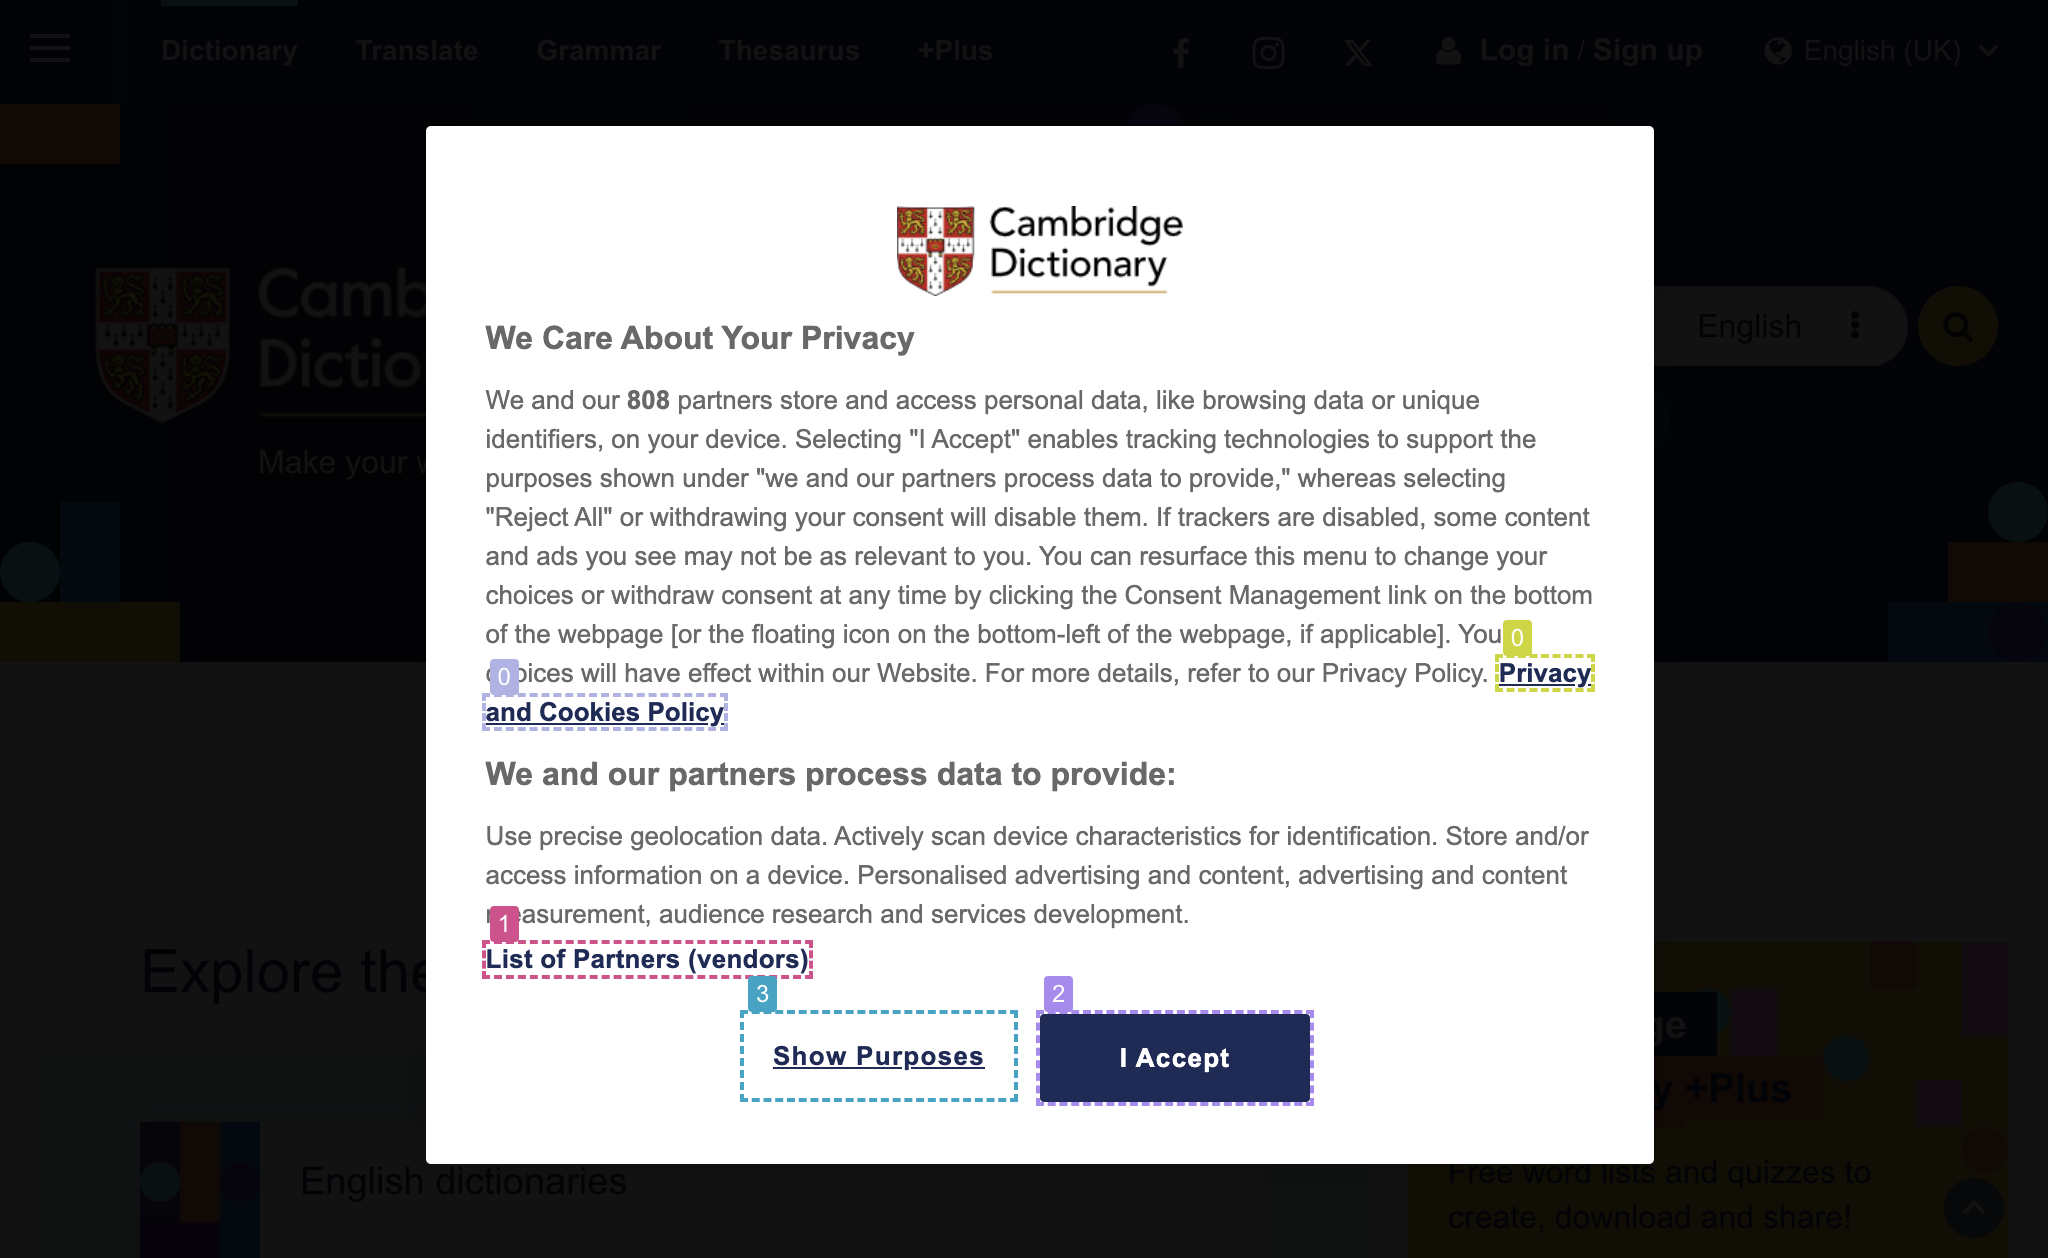 Dictionary Translate Grammar Thesaurus +Plus Log in / Sign up English (UK)
Cambridge
Dictionary
English
Make your
We Care About Your Privacy
We and our 808 partners store and access personal data, like browsing data or unique
identifiers, on your device. Selecting "I Accept" enables tracking technologies to support the
purposes shown under "we and our partners process data to provide," whereas selecting
"Reject All" or withdrawing your consent will disable them. If trackers are disabled, some content
and ads you see may not be as relevant to you. You can resurface this menu to change your
choices or withdraw consent at any time by clicking the Consent Management link on the bottom
of the webpage [or the floating icon on the bottom-left of the webpage, if applicable]. You
0
choices will have effect within our Website. For more details, refer to our Privacy Policy. Privacy
0
and Cookies Policy
We and our partners process data to provide:
Use precise geolocation data. Actively scan device characteristics for identification. Store and/or
access information on a device. Personalised advertising and content, advertising and content
measurement, audience research and services development.
1
List of Partners (vendors)
3 2
Show Purposes I Accept
Explore the
+Plus
English dictionaries
Free word lists and quizzes to
create, download and share!